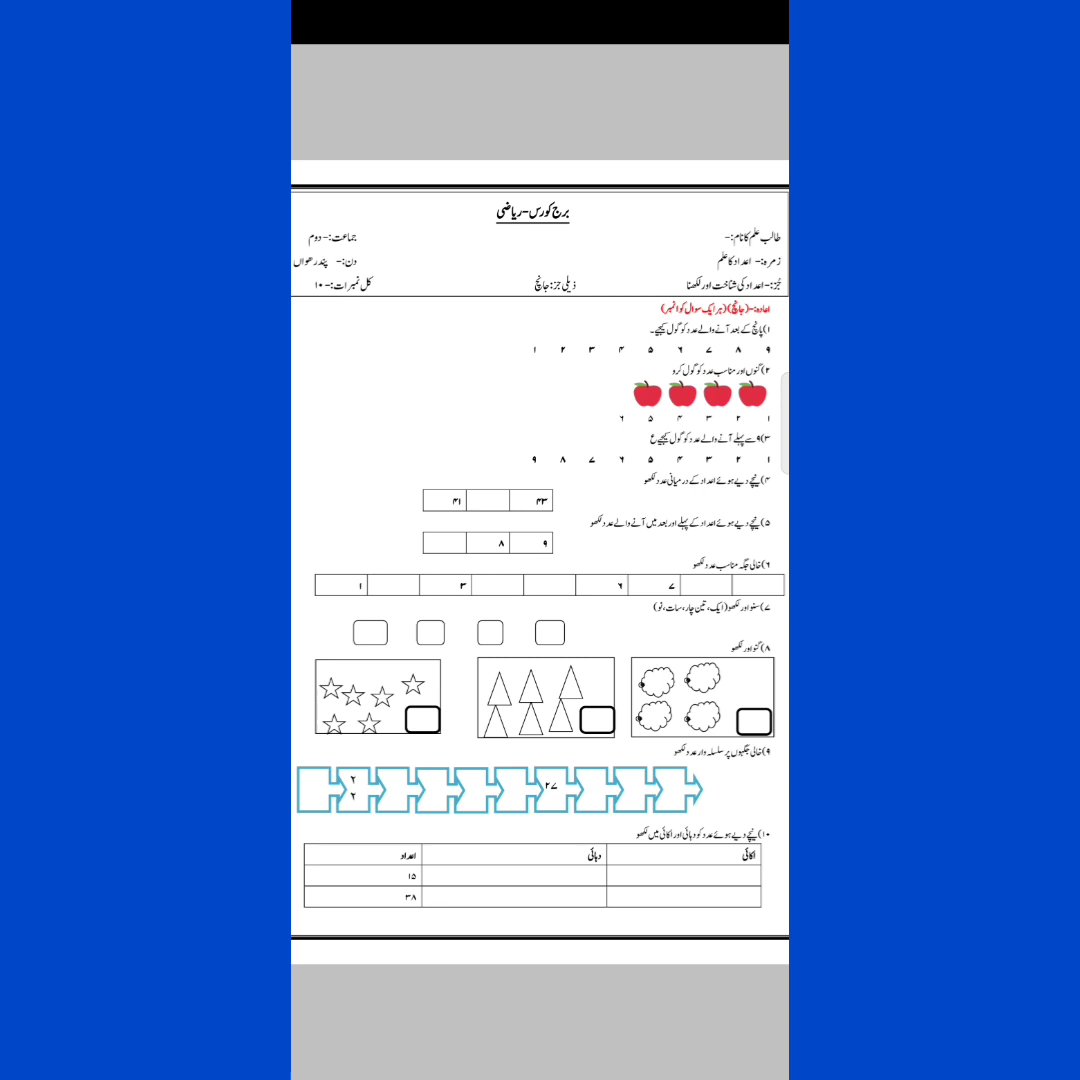 برج کورس-ریاضی
طالب علم کا نام:- جماعت:- دوم
زمرہ:- اعداد کا علم دن:- پندرھواں
جُز:- اعداد کی شناخت اور لکھنا ذیلی جز: جانچ کل نمبرات:- ۱۰
اعادہ:-(جانچ)(ہر ایک سوال کو ۱ نمبر)
۱)پانچ کے بعد آنے والے عدد کو گول کیجیے۔
۱ ۲ ۳ ۴ ۵ ۶ ۷ ۸ ۹
۲)گنوں اور مناسب عدد کو گول کرو
۶ ۵ ۴ ۳ ۲ ۱
۳)۹ سے پہلے آنے والے عدد کو گول کیجیے ع
۹ ۸ ۷ ۶ ۵ ۴ ۳ ۲ ۱
۴)نیچے دیے ہوئے اعداد کے درمیانی عدد لکھو
۴۱ ۴۳
۵)نیچے دیے ہوئے اعداد کے پہلے اور بعد میں آنے والے عدد لکھو
۸ ۹
۶)خالی جگہ مناسب عدد لکھو
۱ ۳ ۶ ۷
۷)سنو اور لکھو(ایک، تین چار، سات، نو)
۸)گنو اور لکھو
۹)خالی جگہوں پر سلسلہ وار عدد لکھو
۲
۲
۲۷
۱۰)نیچے دیے ہوئے عدد کو دہائی اور اکائی میں لکھو
اعداد دہائی اکائی
۱۵
۳۸